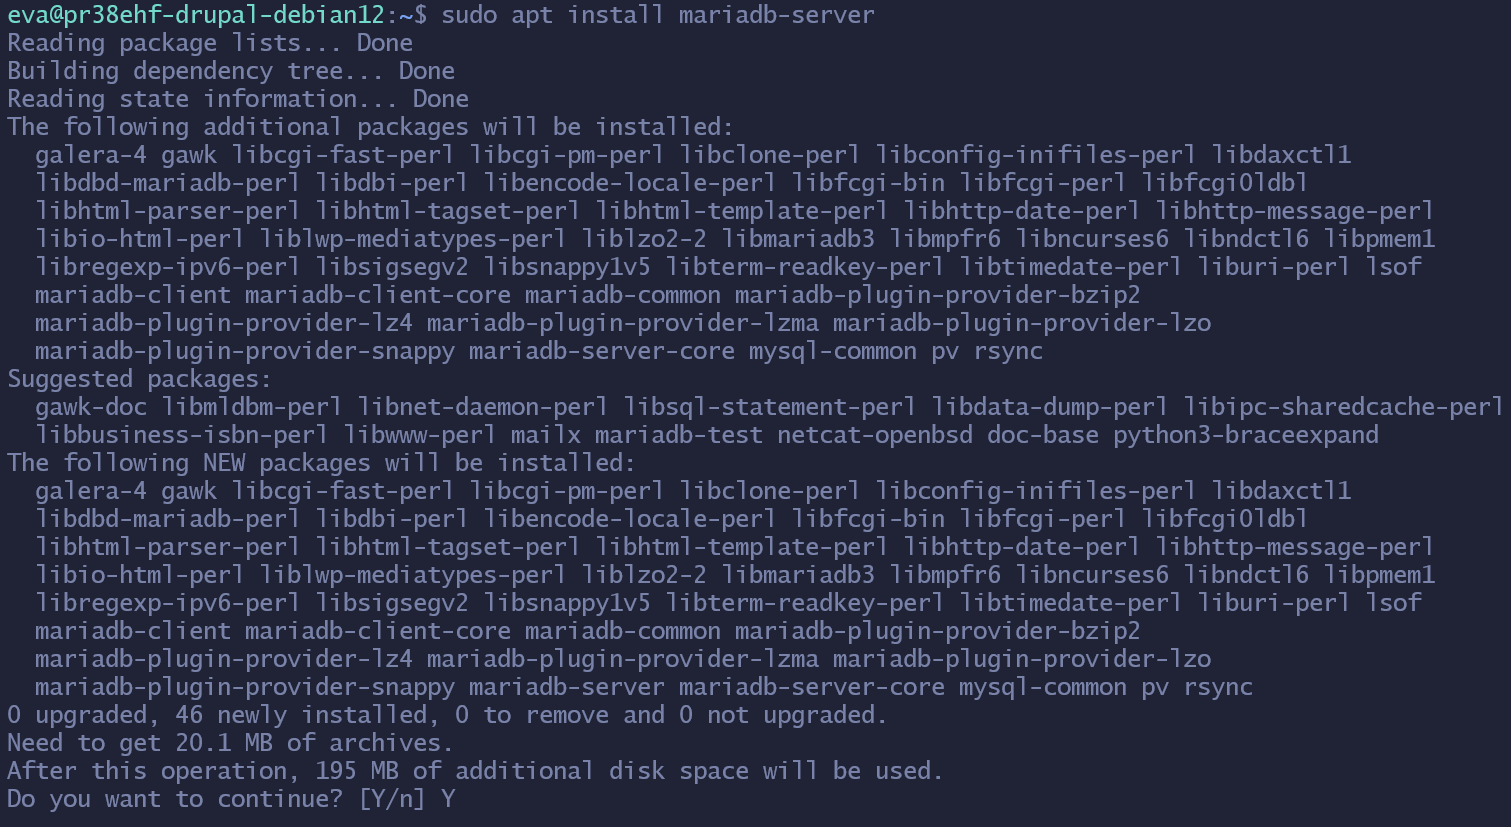 eva@pr38ehf-drupal-debian12:~$ sudo apt install mariadb-server
Reading package lists... Done
Building dependency tree... Done
Reading state information... Done
The following additional packages will be installed:
  galera-4 gawk libcgi-fast-perl libcgi-pm-perl libclone-perl libconfig-inifiles-perl libdaxctl1
  libdbd-mariadb-perl libdbi-perl libencode-locale-perl libfcgi-bin libfcgi-perl libfcgi0ldbl
  libhtml-parser-perl libhtml-tagset-perl libhtml-template-perl libhttp-date-perl libhttp-message-perl
  libio-html-perl liblwp-mediatypes-perl liblzo2-2 libmariadb3 libmpfr6 libncurses6 libndctl6 libpmem1
  libregexp-ipv6-perl libsigsegv2 libsnappy1v5 libterm-readkey-perl libtimedate-perl liburi-perl lsof
  mariadb-client mariadb-client-core mariadb-common mariadb-plugin-provider-bzip2
  mariadb-plugin-provider-lz4 mariadb-plugin-provider-lzma mariadb-plugin-provider-lzo
  mariadb-plugin-provider-snappy mariadb-server-core mysql-common pv rsync
Suggested packages:
  gawk-doc libmldbm-perl libnet-daemon-perl libsql-statement-perl libdata-dump-perl libipc-sharedcache-perl
  libbusiness-isbn-perl libwww-perl mailx mariadb-test netcat-openbsd doc-base python3-braceexpand
The following NEW packages will be installed:
  galera-4 gawk libcgi-fast-perl libcgi-pm-perl libclone-perl libconfig-inifiles-perl libdaxctl1
  libdbd-mariadb-perl libdbi-perl libencode-locale-perl libfcgi-bin libfcgi-perl libfcgi0ldbl
  libhtml-parser-perl libhtml-tagset-perl libhtml-template-perl libhttp-date-perl libhttp-message-perl
  libio-html-perl liblwp-mediatypes-perl liblzo2-2 libmariadb3 libmpfr6 libncurses6 libndctl6 libpmem1
  libregexp-ipv6-perl libsigsegv2 libsnappy1v5 libterm-readkey-perl libtimedate-perl liburi-perl lsof
  mariadb-client mariadb-client-core mariadb-common mariadb-plugin-provider-bzip2
  mariadb-plugin-provider-lz4 mariadb-plugin-provider-lzma mariadb-plugin-provider-lzo
  mariadb-plugin-provider-snappy mariadb-server mariadb-server-core mysql-common pv rsync
0 upgraded, 46 newly installed, 0 to remove and 0 not upgraded.
Need to get 20.1 MB of archives.
After this operation, 195 MB of additional disk space will be used.
Do you want to continue? [Y/n] Y